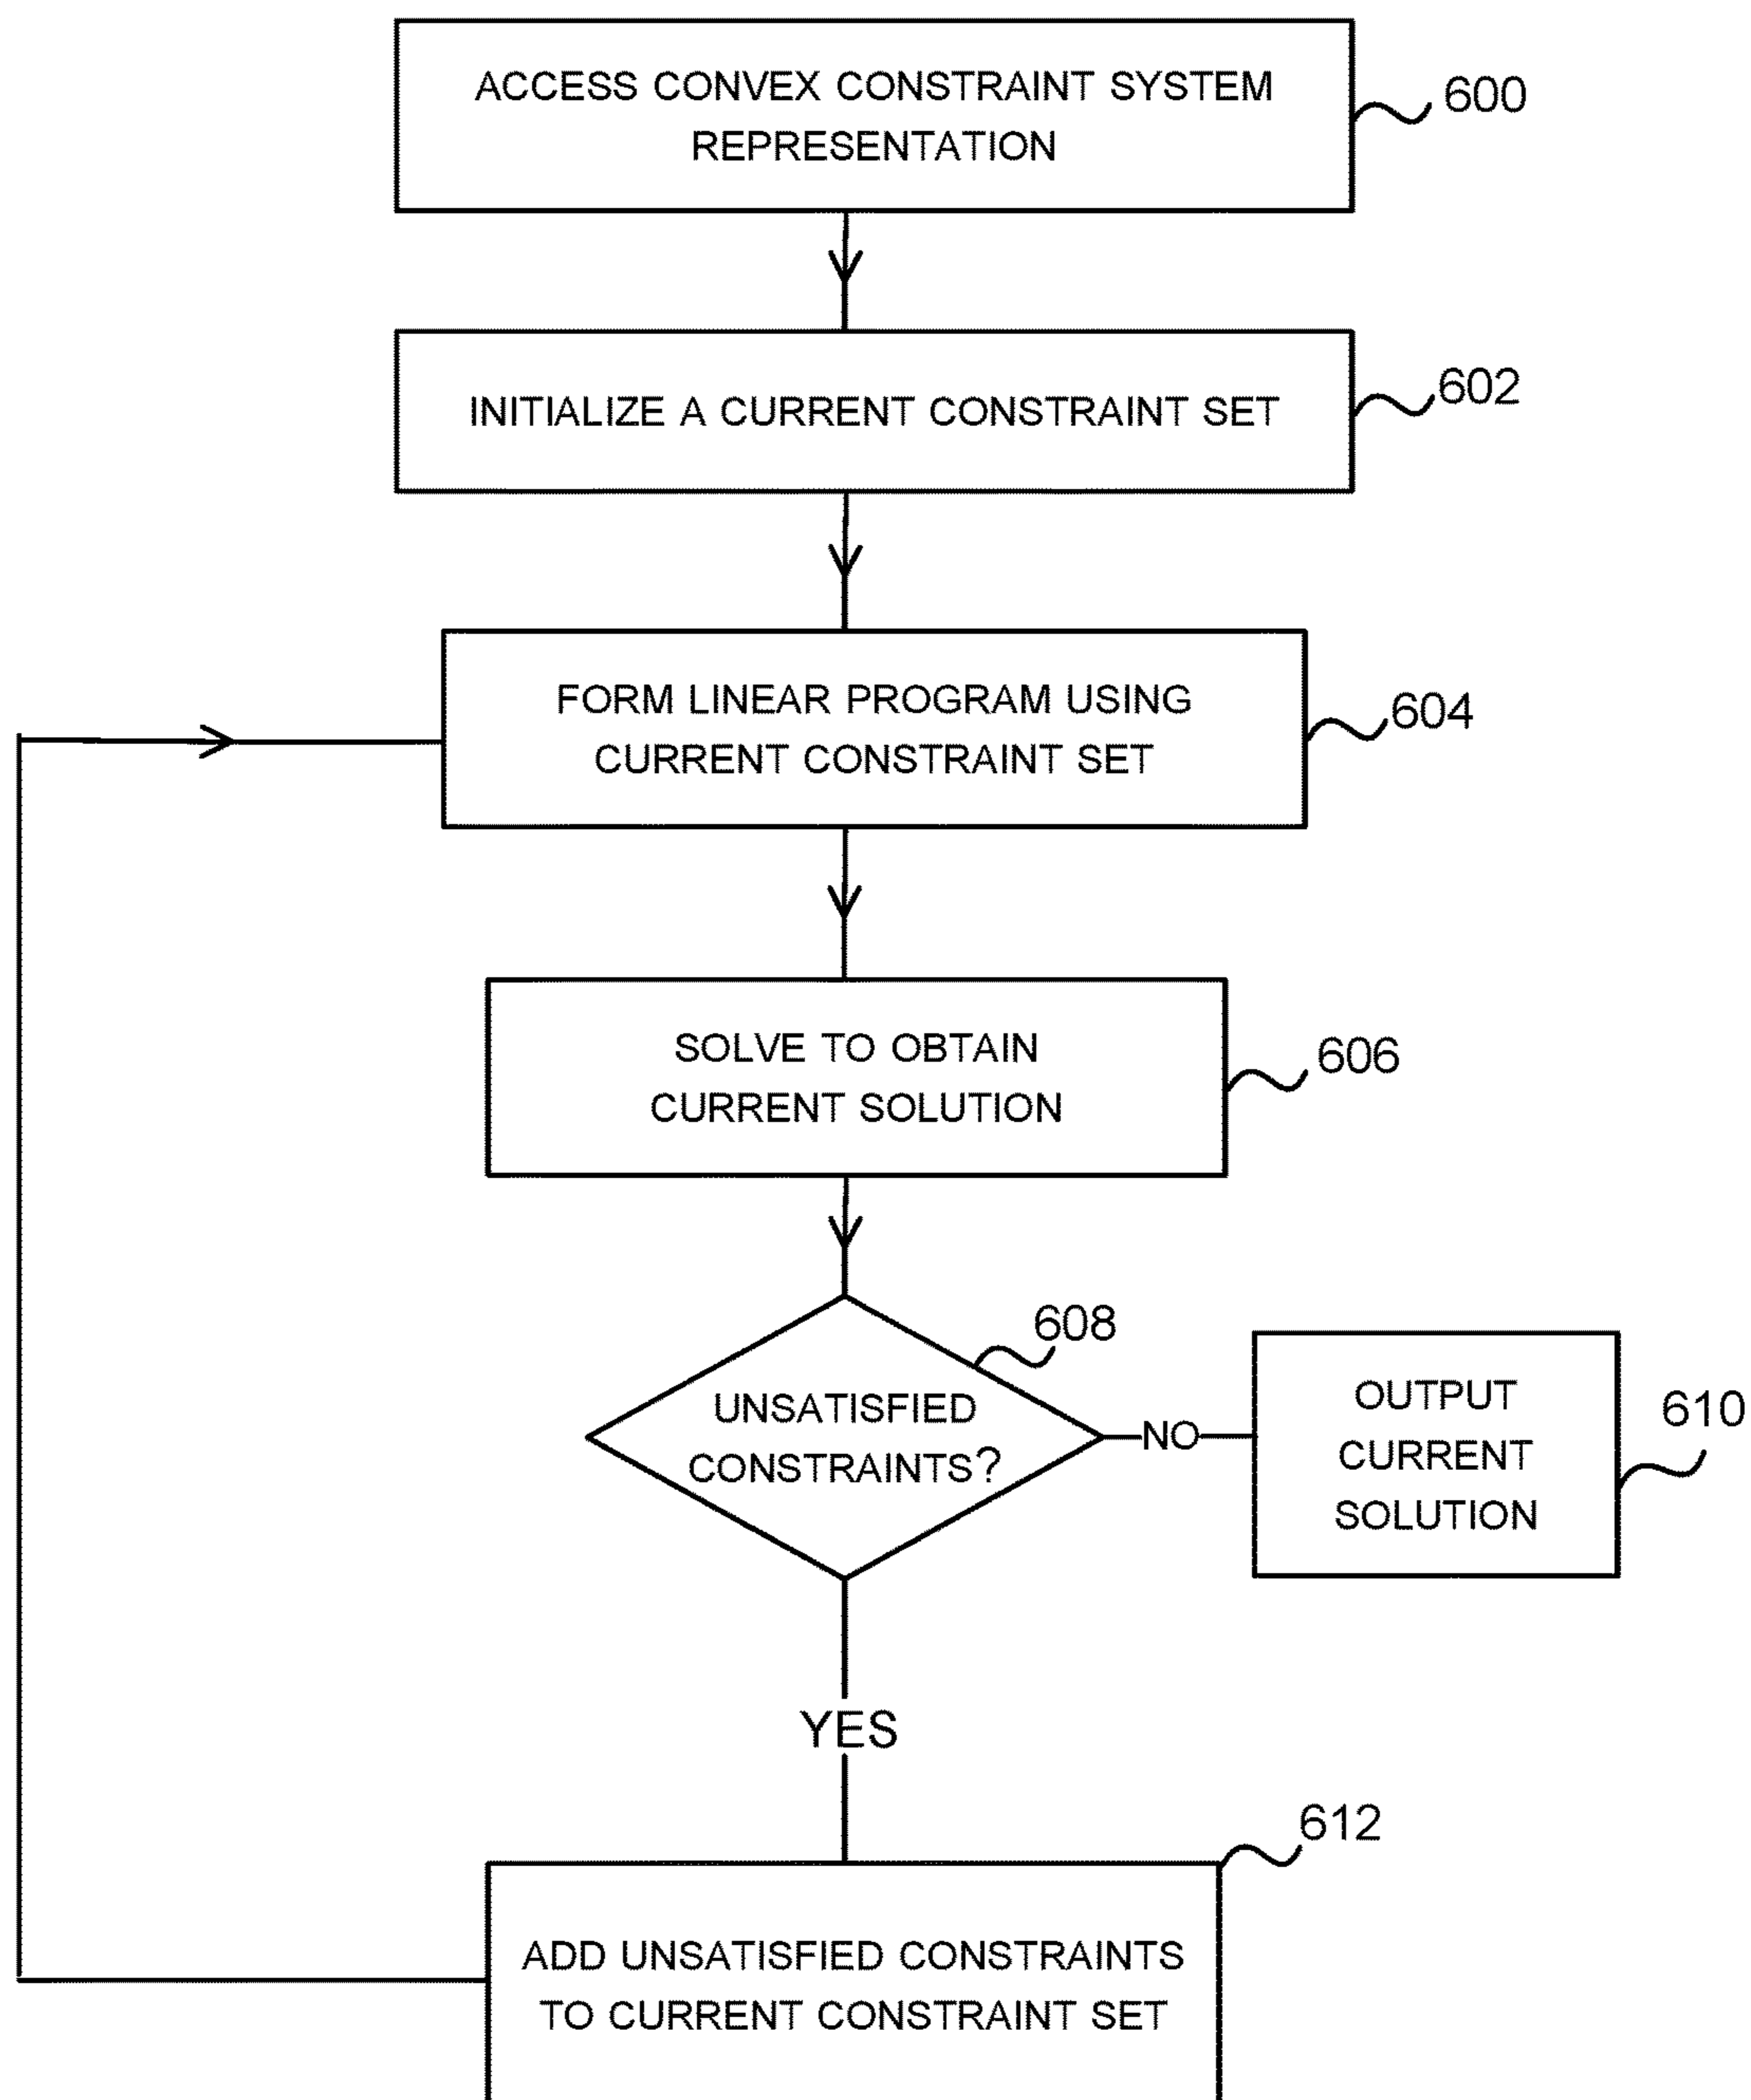 ACCESS CONVEX CONSTRAINT SYSTEM
REPRESENTATION
600
INITIALIZE A CURRENT CONSTRAINT SET
602
FORM LINEAR PROGRAM USING
CURRENT CONSTRAINT SET
604
SOLVE TO OBTAIN
CURRENT SOLUTION
606
UNSATISFIED
CONSTRAINTS?
608
NO
OUTPUT
CURRENT
SOLUTION
610
YES
ADD UNSATISFIED CONSTRAINTS
TO CURRENT CONSTRAINT SET
612